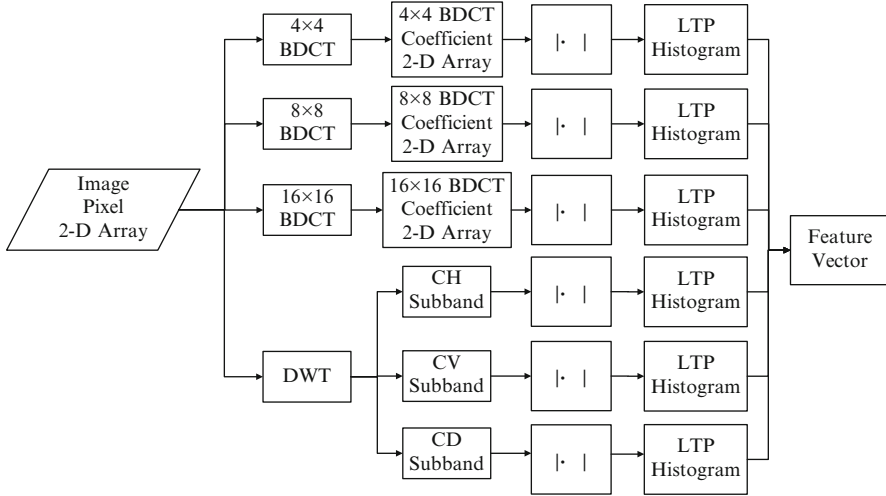 4×4
BDCT
4×4 BDCT
Coefficient
2-D Array
|· |
LTP
Histogram
8×8
BDCT
8×8 BDCT
Coefficient
2-D Array
|· |
LTP
Histogram
Image
Pixel
2-D Array
16×16
BDCT
16×16 BDCT
Coefficient
2-D Array
|· |
LTP
Histogram
Feature
Vector
CH
Subband
|· |
LTP
Histogram
DWT
CV
Subband
|· |
LTP
Histogram
CD
Subband
|· |
LTP
Histogram